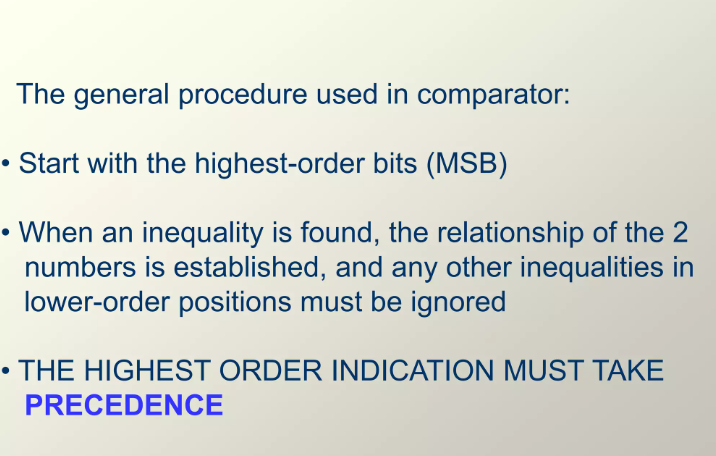 The general procedure used in comparator:
• Start with the highest-order bits (MSB)
• When an inequality is found, the relationship of the 2
numbers is established, and any other inequalities in
lower-order positions must be ignored
• THE HIGHEST ORDER INDICATION MUST TAKE
PRECEDENCE